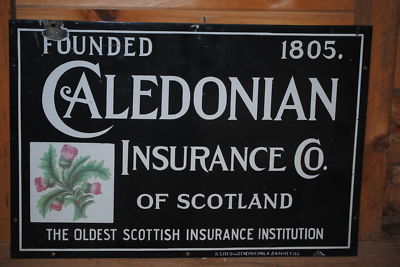 FOUNDED 1805.
CALEDONIAN
INSURANCE CO.
OF SCOTLAND
THE OLDEST SCOTTISH INSURANCE INSTITUTION